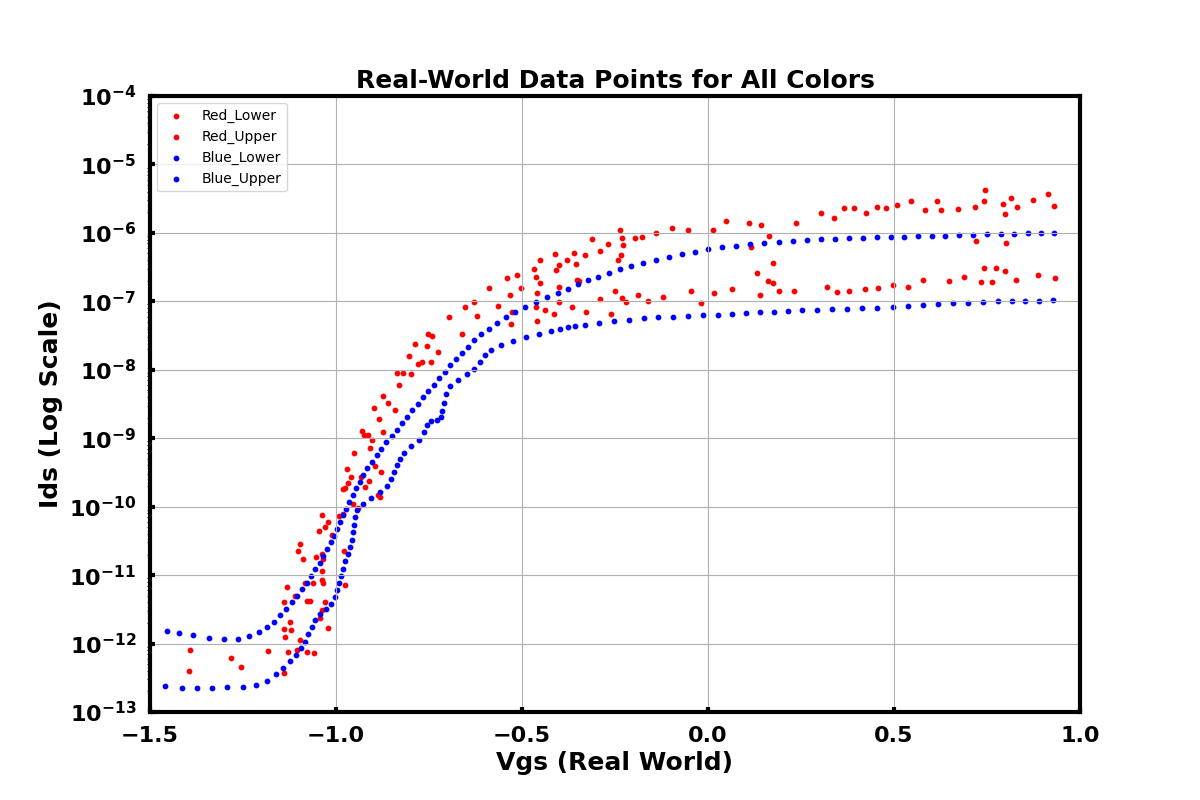 Real-World Data Points for All Colors
Red_Lower
Red_Upper
Blue_Lower
Blue_Upper
10⁻⁴
10⁻⁵
10⁻⁶
10⁻⁷
10⁻⁸
10⁻⁹
10⁻¹⁰
10⁻¹¹
10⁻¹²
10⁻¹³
Ids (Log Scale)
−1.5 −1.0 −0.5 0.0 0.5 1.0
Vgs (Real World)